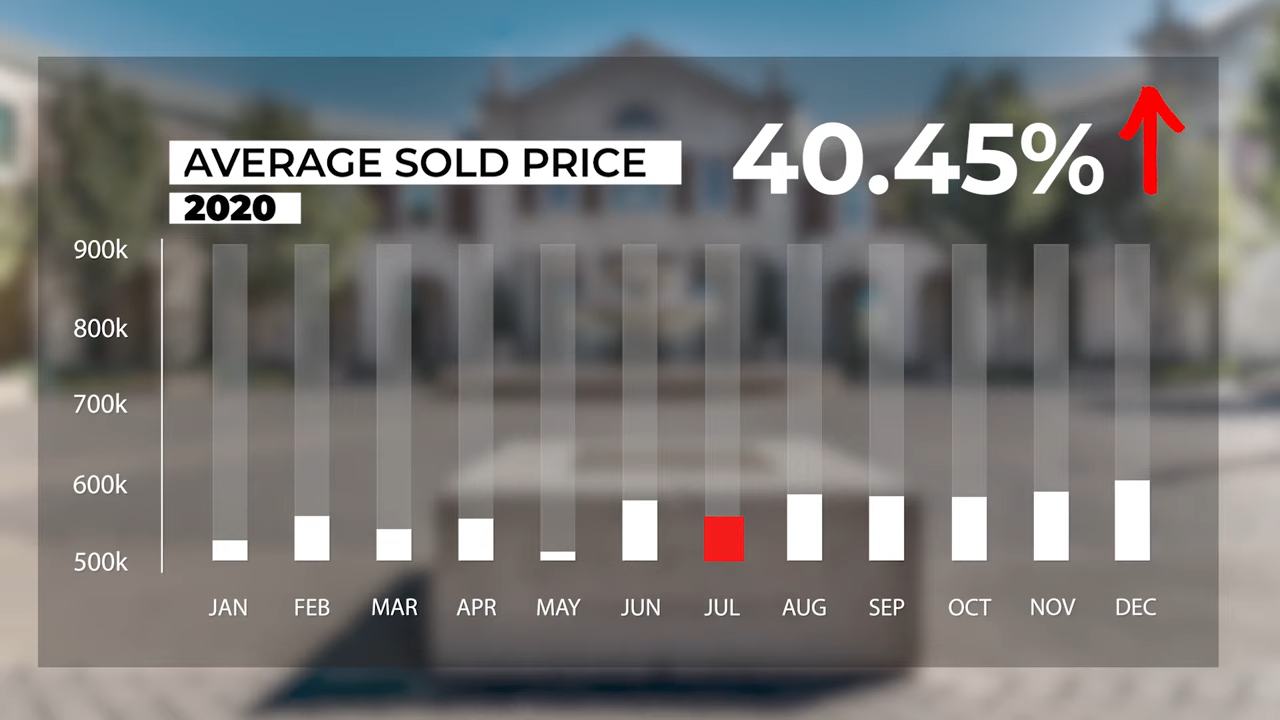 AVERAGE SOLD PRICE
2020
40.45%
900k
800k
700k
600k
500k
JAN FEB MAR APR MAY JUN JUL AUG SEP OCT NOV DEC